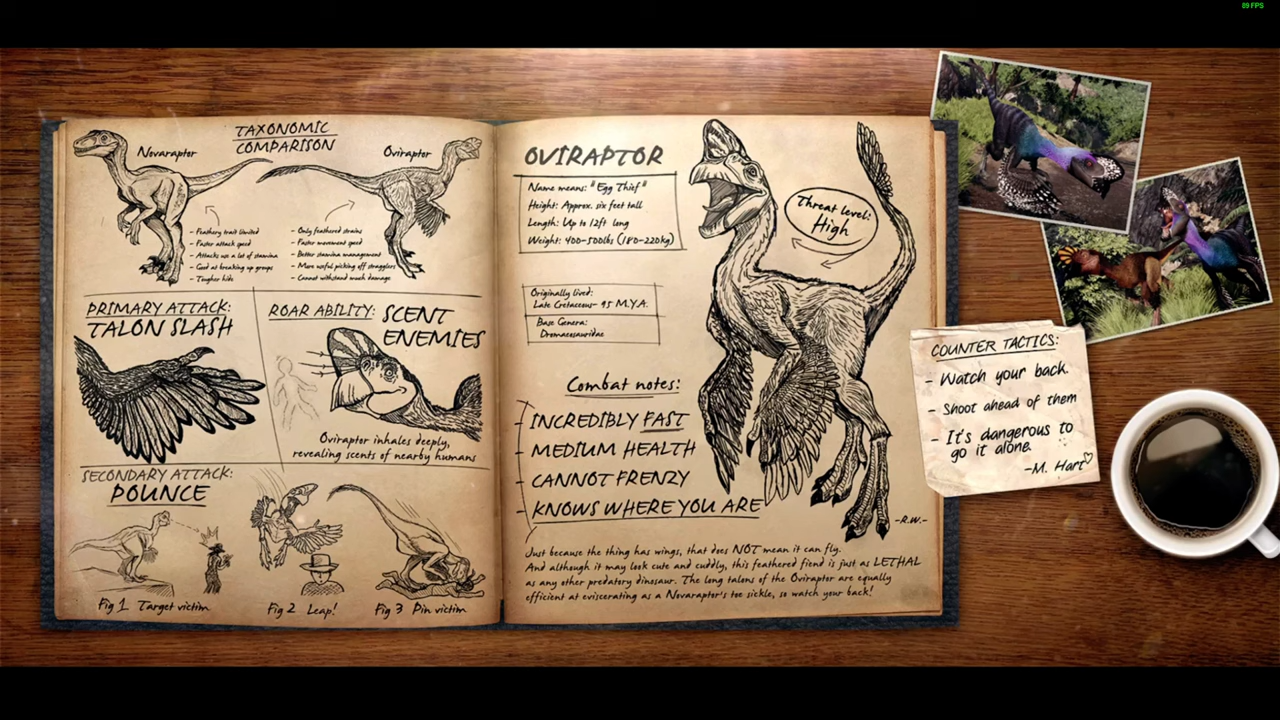 89 FPS
TAXONOMIC
COMPARISON
Novaraptor
Oviraptor
- Feathery trait limited
- Faster attack speed
- Attacks use a lot of stamina
- Good at breaking up groups
- Tougher hite
- Only feathered strains
- Faster movement speed
- Better stamina management
- More useful picking off stragglers
- Cannot withstand much damage
PRIMARY ATTACK:
TALON SLASH
ROAR ABILITY: SCENT
ENEMIES
Oviraptor inhales deeply,
revealing scents of nearby humans
SECONDARY ATTACK:
POUNCE
Fig 1 Target victim
Fig 2 Leap!
Fig 3 Pin victim
OVIRAPTOR
Name means: "Egg Thief"
Height: Approx. six feet tall
Length: Up to 12ft long
Weight: 400-500lbs (180-220kg)
Threat level:
High
Originally lived:
Late Cretaceous- 95 M.Y.A.
Base Genera:
Dromaeosauridae
Combat notes:
- INCREDIBLY FAST
- MEDIUM HEALTH
- CANNOT FRENZY
- KNOWS WHERE YOU ARE
-R.W.-
Just because the thing has wings, that does NOT mean it can fly.
And although it may look cute and cuddly, this feathered fiend is just as LETHAL
as any other predatory dinosaur. The long talons of the Oviraptor are equally
efficient at eviscerating as a Novaraptor's toe sickle, so watch your back!
COUNTER TACTICS:
- Watch your back.
- Shoot ahead of them
- It's dangerous to
go it alone.
-M. Hart♡